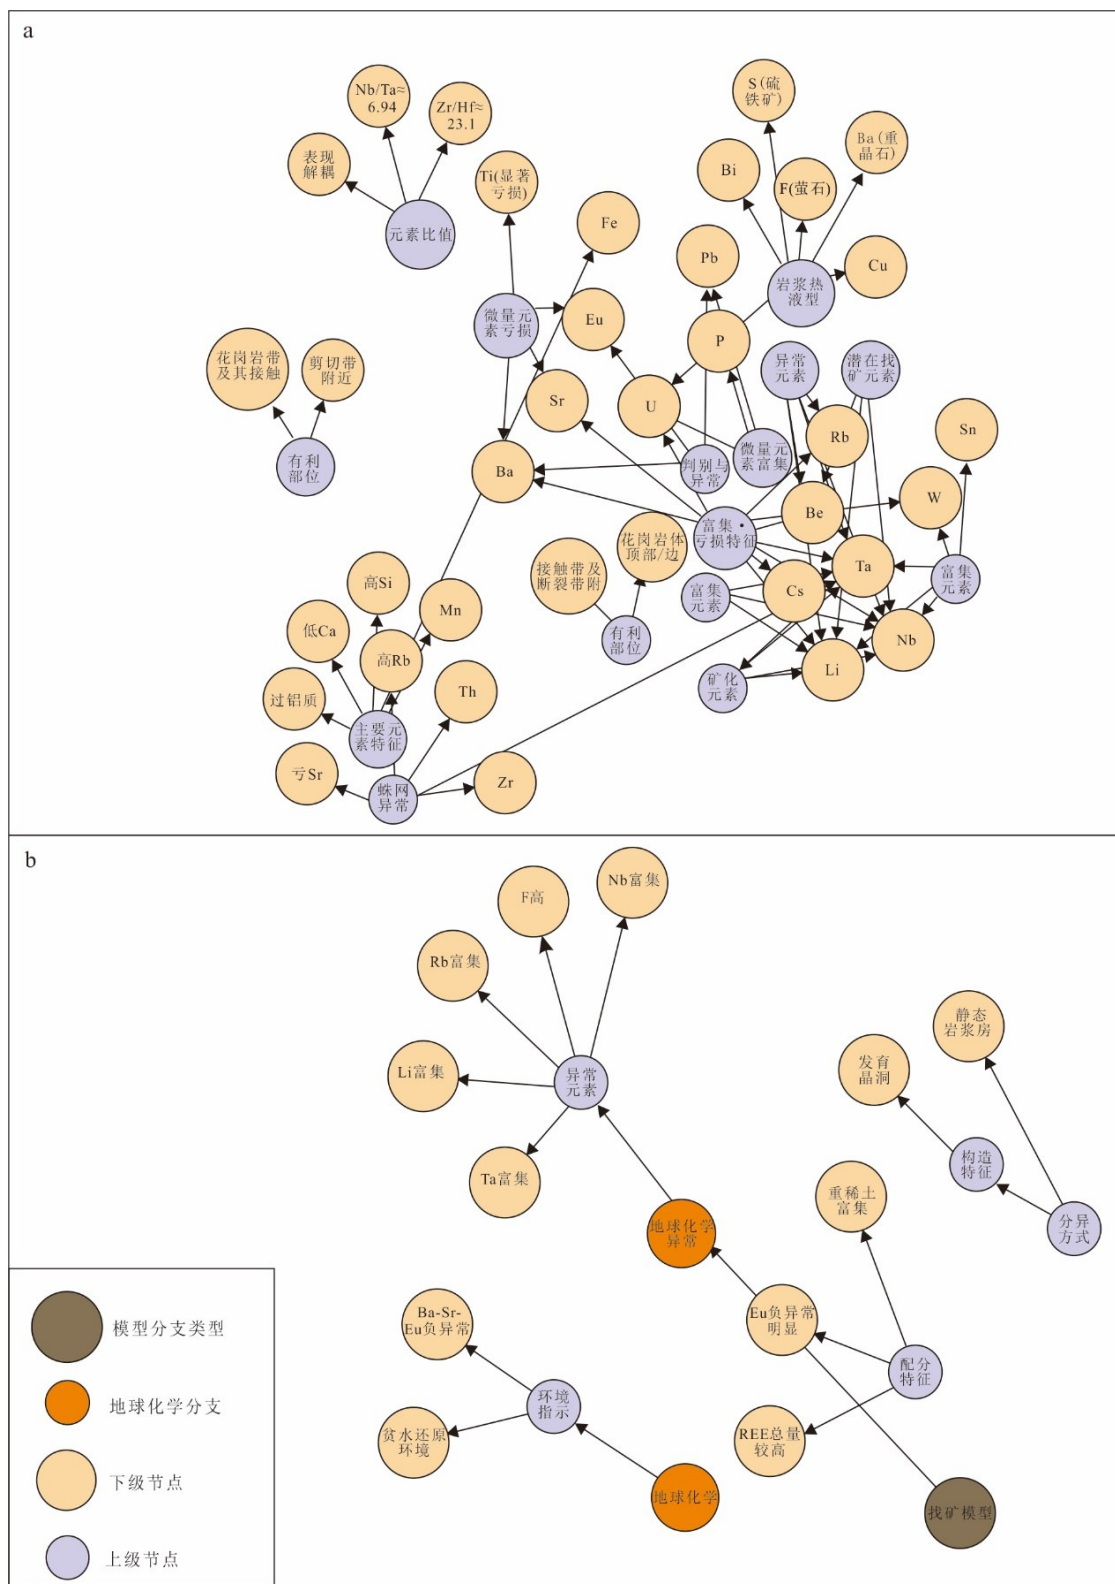 a
S(硫
铁矿)
Nb/Ta≈
6.94
Zr/Hf≈
23.1
Ba(重
晶石)
表现
解耦
Ti(显著
亏损)
Bi
F(萤石)
元素比值
Fe
Pb
Cu
岩浆热
液型
微量元
素亏损
Eu
P
花岗岩带
及其接触
剪切带
附近
异常
元素
潜在找
矿元素
Sr
U
Rb
Sn
有利
部位
Ba
判别与
异常
微量元
素富集
W
Be
富集·
亏损特征
花岗岩体
顶部/边
接触带及
断裂带附
Ta
高Si
富集
元素
Cs
富集
元素
Mn
低Ca
有利
部位
Nb
高Rb
Li
矿化
元素
Th
过铝质
主要元
素特征
亏Sr
蛛网
异常
Zr
b
Nb富集
F高
Rb富集
静态
岩浆房
Li富集
异常
元素
发育
晶洞
构造
特征
Ta富集
重稀土
富集
地球化学
异常
分异
方式
Ba-Sr-
Eu负异常
Eu负异常
明显
配分
特征
环境
指示
贫水还原
环境
REE总量
较高
地球化学
找矿模型
模型分支类型
地球化学分支
下级节点
上级节点